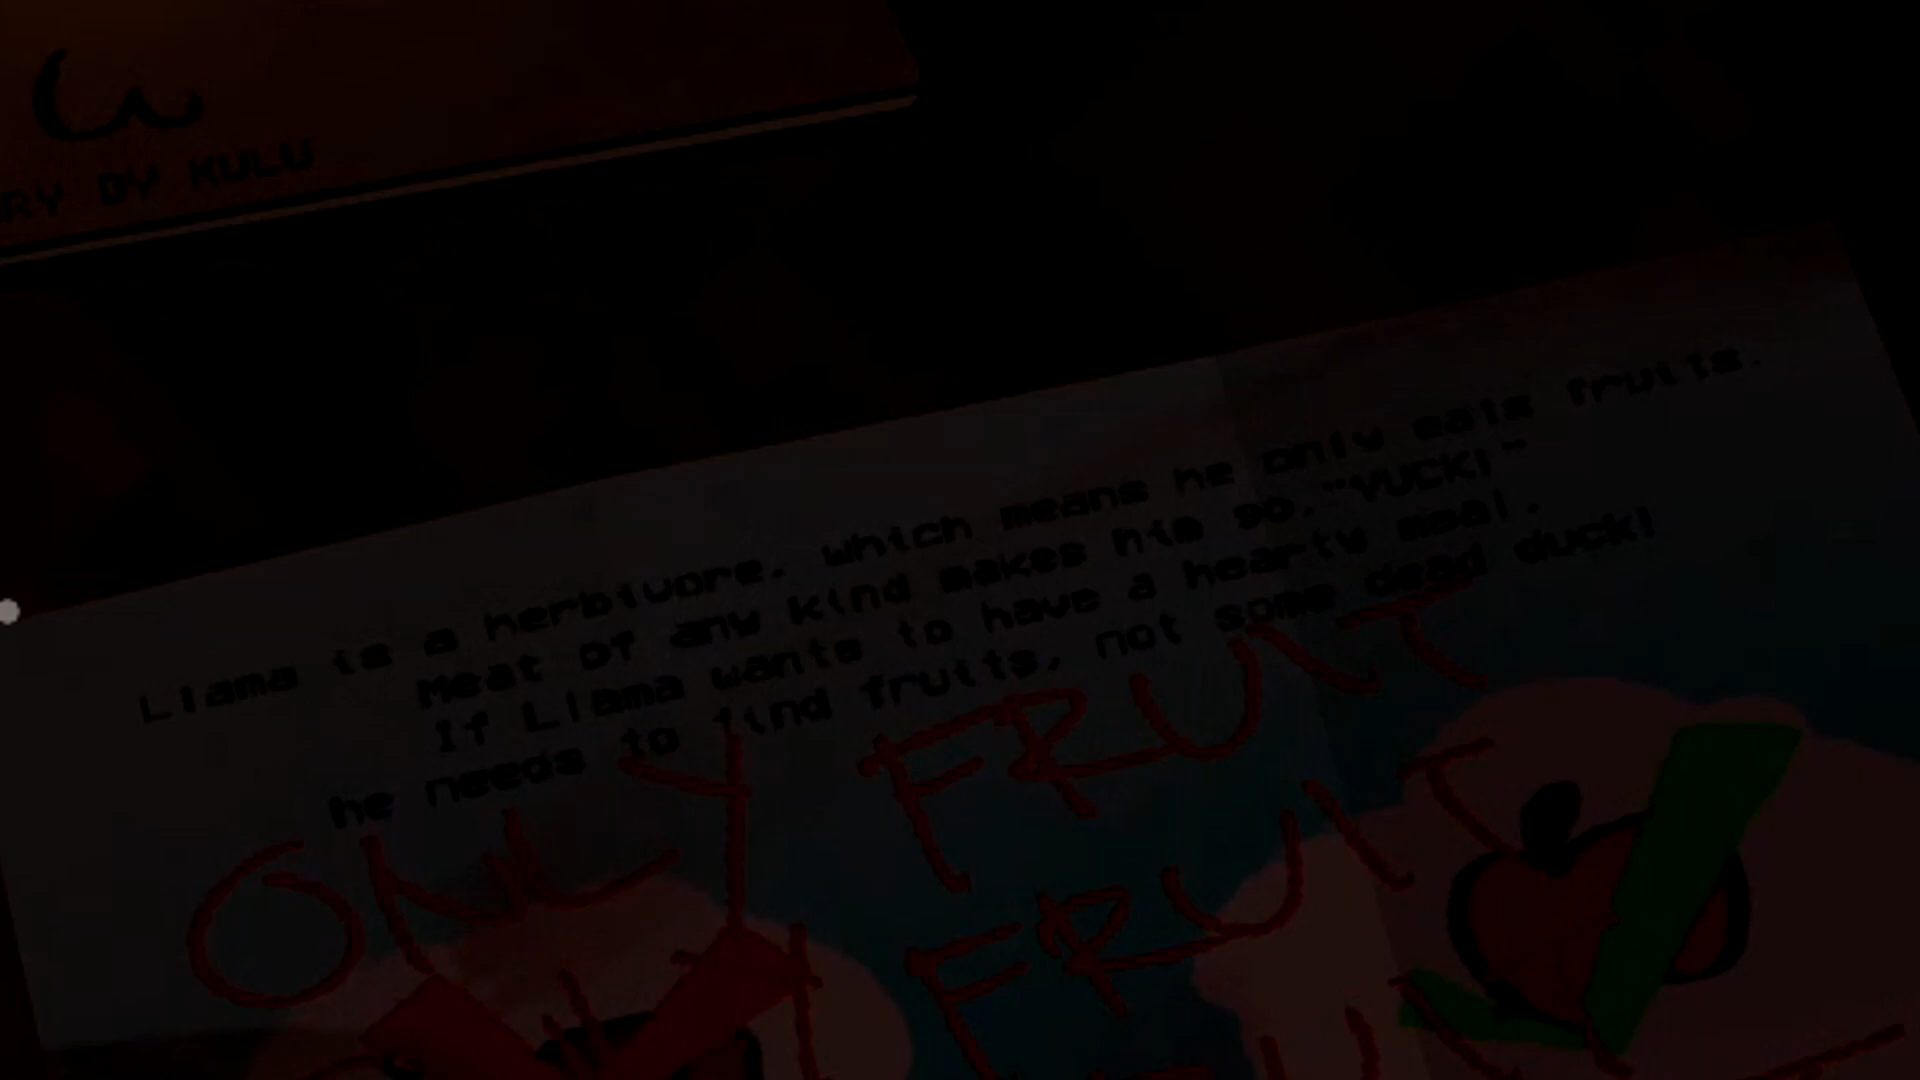 RY BY KULU
Llama is a herbivore. Which means he only eats fruits.
Meat of any kind makes him go."YUCK!"
If Llama wants to have a hearty meal.
he needs to find fruits, not some dead duck!
ONLY FRUIT
FRUIT